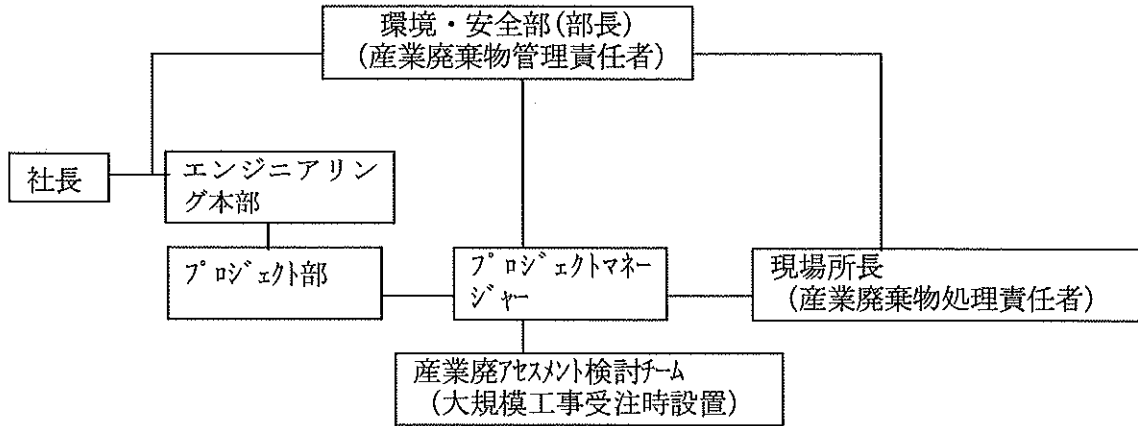 環境・安全部(部長)
(産業廃棄物管理責任者)
社長
エンジニアリン
グ本部
プロジェクト部
プロジェクトマネー
ジャー
現場所長
(産業廃棄物処理責任者)
産業廃アセスメント検討チーム
(大規模工事受注時設置)